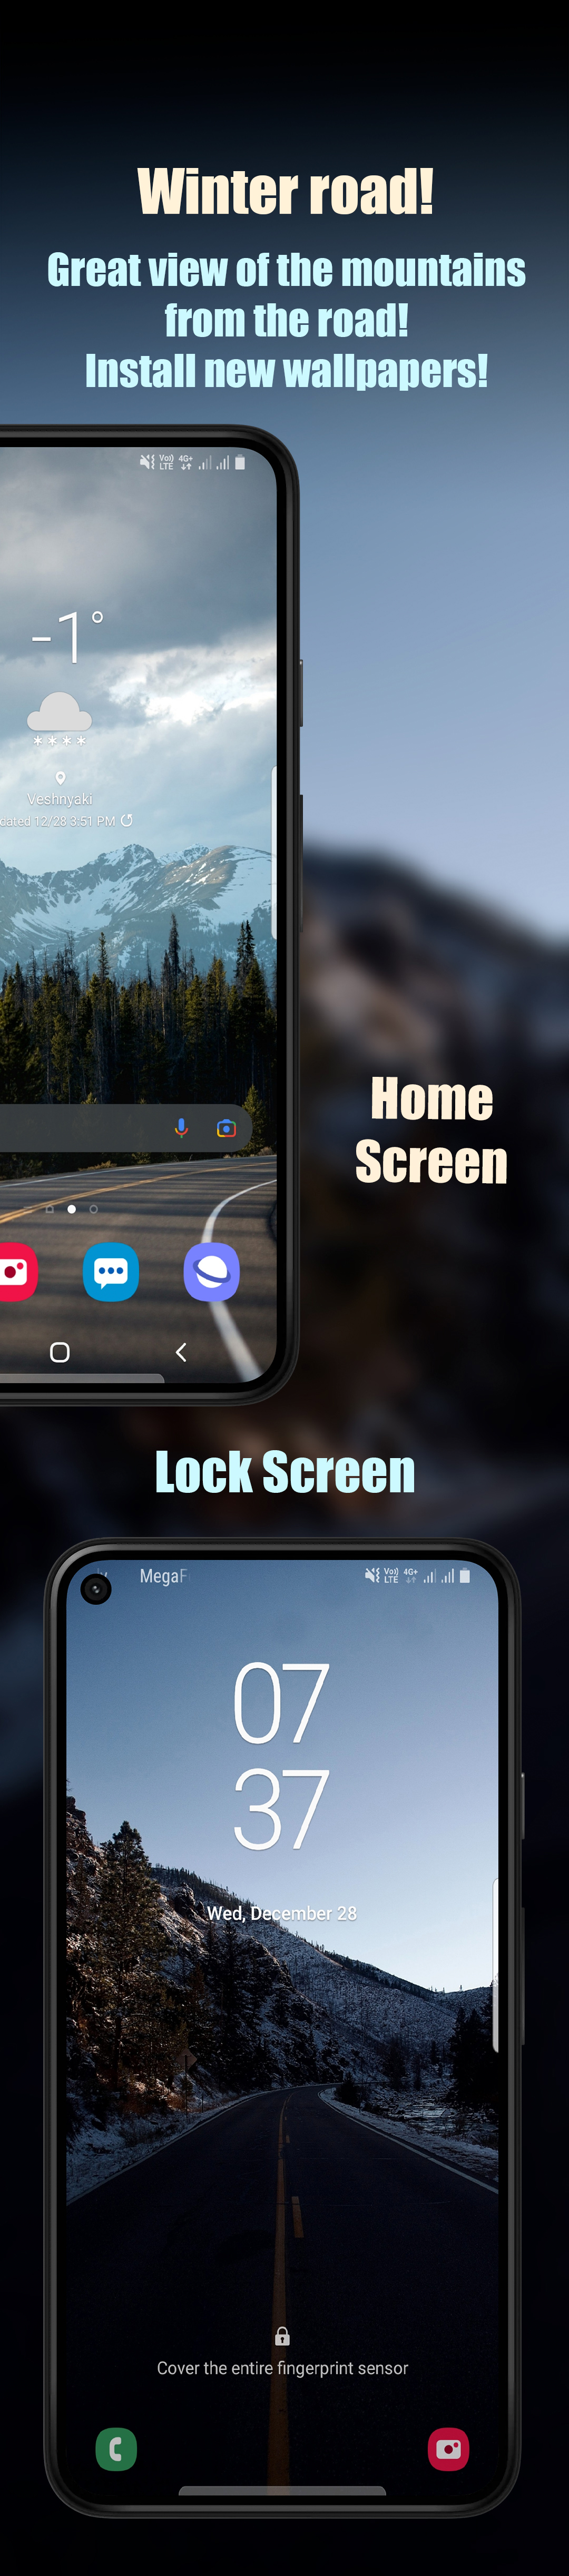 Winter road!
Great view of the mountains
from the road!
Install new wallpapers!
Vo))
LTE
4G+
-1°
Veshnyaki
dated 12/28 3:51 PM
Home
Screen
Lock Screen
MegaF
Vo))
LTE
4G+
07
37
Wed, December 28
Cover the entire fingerprint sensor